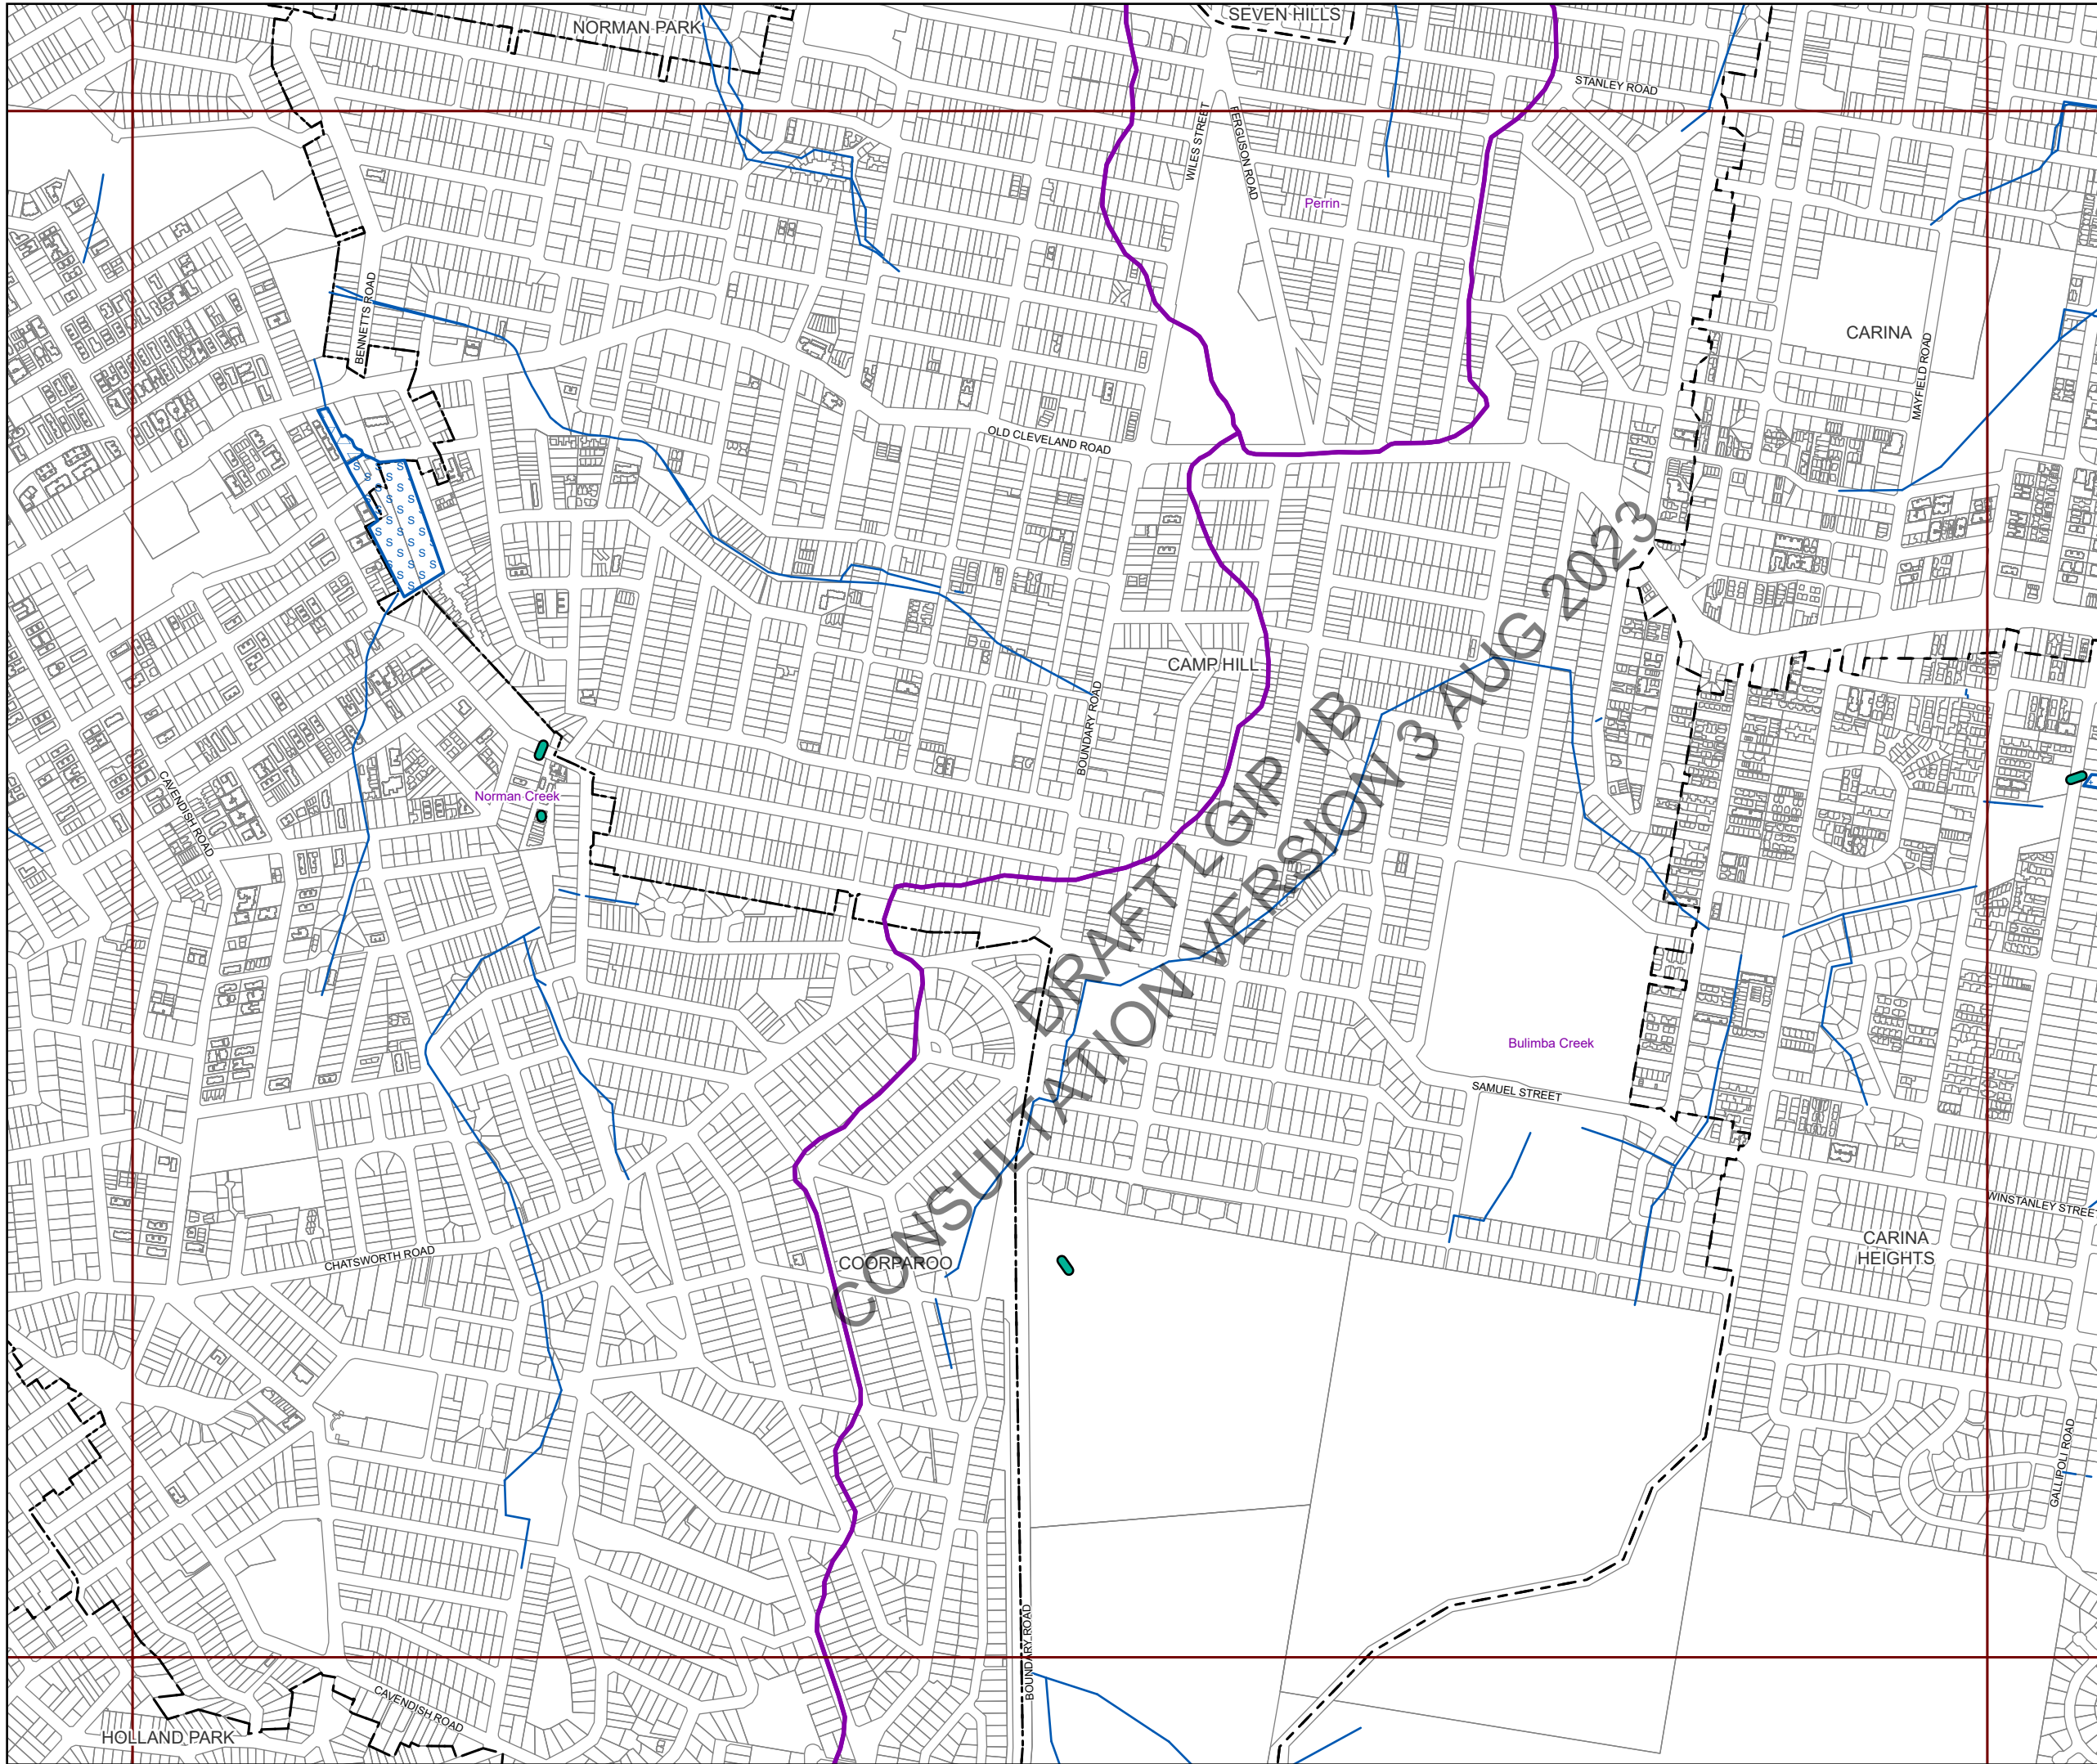 SEVEN HILLS
NORMAN PARK
STANLEY ROAD
WILES STREET
FERGUSON ROAD
Perrin
BENNETTS ROAD
CARINA
MAYFIELD ROAD
OLD CLEVELAND ROAD
S S S
S S
S S
S S
S S
S S
S S
S S
S S
S S
S S
S
CAMP HILL
BOUNDARY ROAD
DRAFT LGIP 1B
CONSULTATION VERSION 3 AUG 2023
CAVENDISH ROAD
Norman Creek
Bulimba Creek
SAMUEL STREET
WINSTANLEY STREET
CARINA
HEIGHTS
CHATSWORTH ROAD
COORPAROO
GALLIPOLI ROAD
BOUNDARY ROAD
CAVENDISH ROAD
HOLLAND PARK